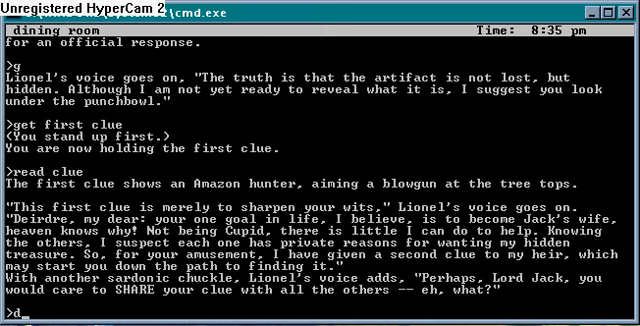 Unregistered HyperCam 2
cmd.exe
dining room Time: 8:35 pm
for an official response.
>g
Lionel's voice goes on, "The truth is that the artifact is not lost, but
hidden. Although I am not yet ready to reveal what it is, I suggest you look
under the punchbowl."
>get first clue
(You stand up first.)
You are now holding the first clue.
>read clue
The first clue shows an Amazon hunter, aiming a blowgun at the tree tops.
"This first clue is merely to sharpen your wits," Lionel's voice goes on.
"Deirdre, my dear: your one goal in life, I believe, is to become Jack's wife,
heaven knows why! Not being Cupid, there is little I can do to help. Knowing
the others, I suspect each one has private reasons for wanting my hidden
treasure. So, for your amusement, I have given a second clue to my heir, which
may start you down the path to finding it."
With another sardonic chuckle, Lionel's voice adds, "Perhaps, Lord Jack, you
would care to SHARE your clue with all the others -- eh, what?"
>d_